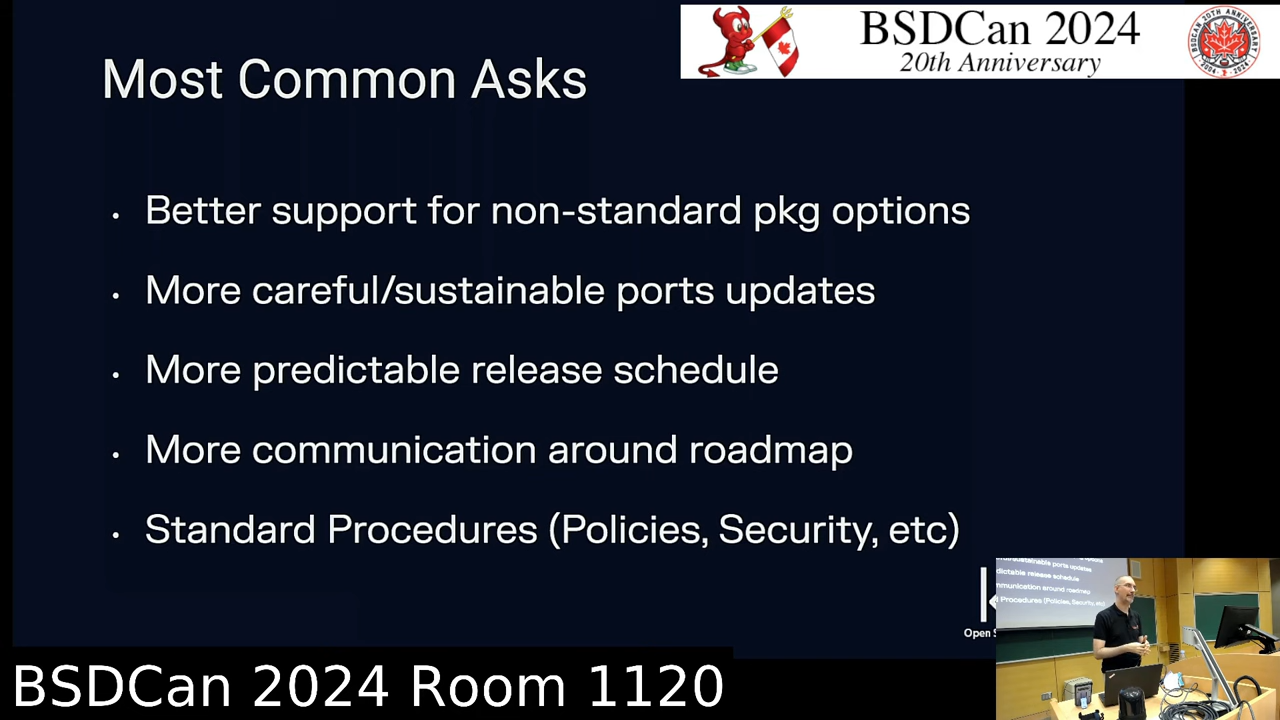 BSDCan 2024
20th Anniversary
Most Common Asks
• Better support for non-standard pkg options
• More careful/sustainable ports updates
• More predictable release schedule
• More communication around roadmap
• Standard Procedures (Policies, Security, etc)
Open S
BSDCan 2024 Room 1120